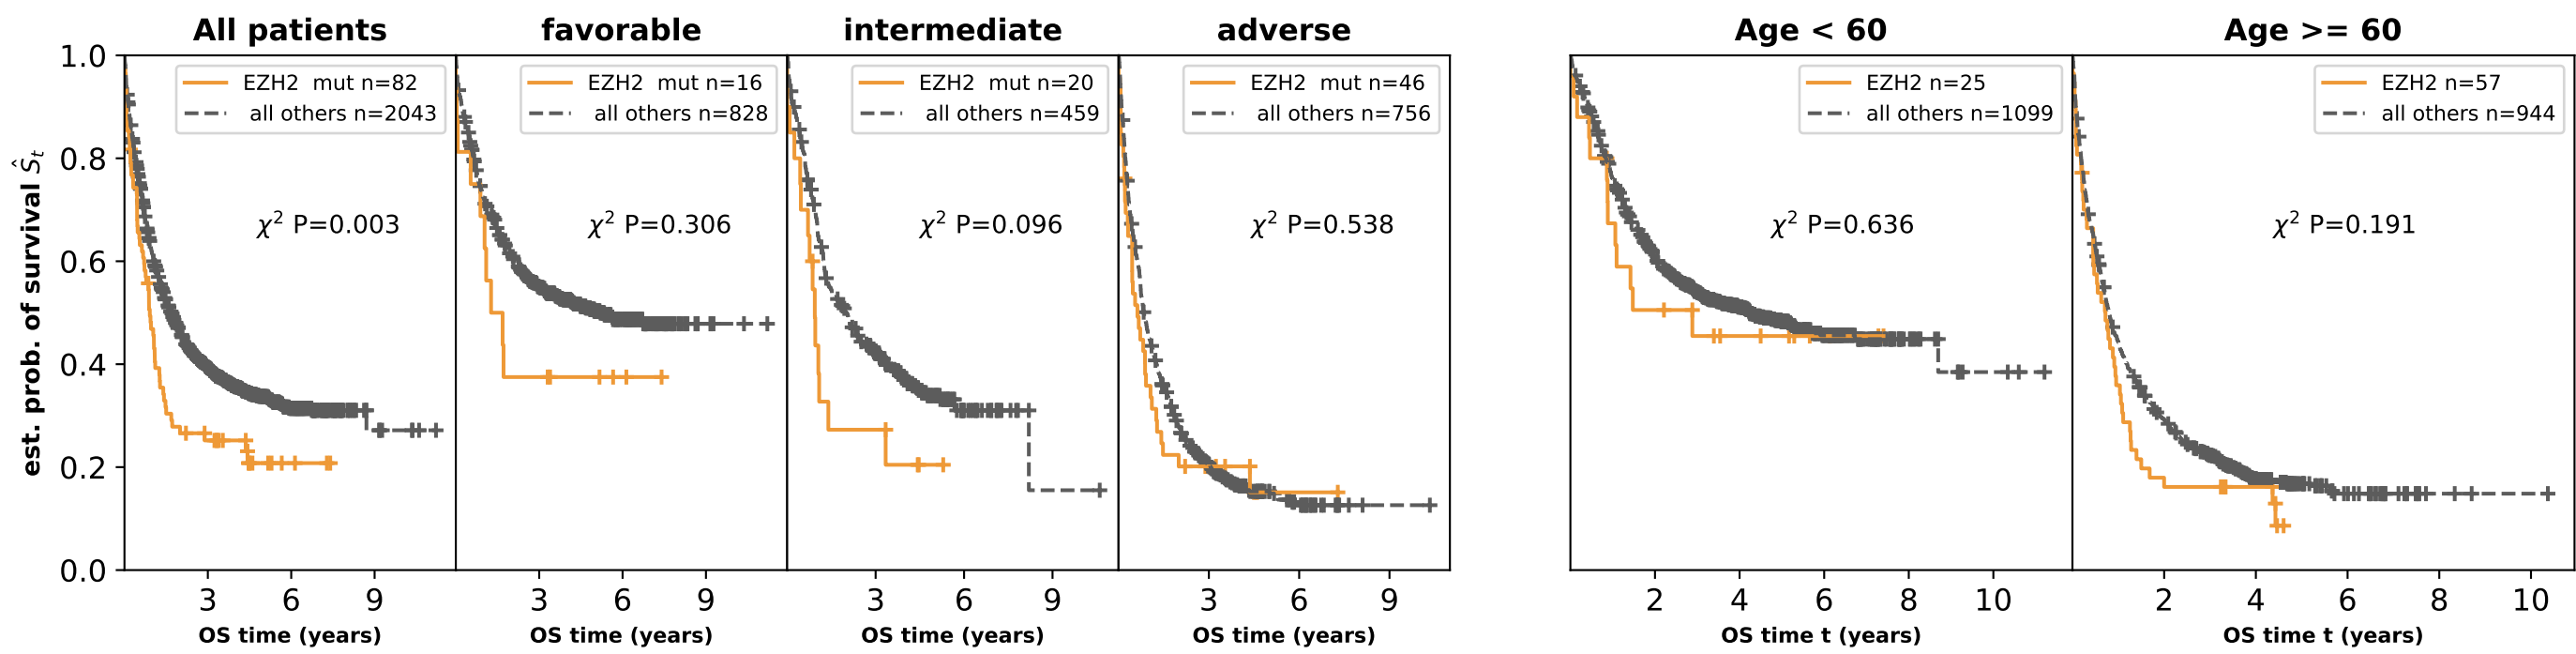 All patients favorable intermediate adverse Age < 60 Age >= 60
est. prob. of survival Ŝₜ
1.0
0.8
0.6
0.4
0.2
0.0
EZH2 mut n=82
all others n=2043
χ² P=0.003
3 6 9
OS time (years)
EZH2 mut n=16
all others n=828
χ² P=0.306
3 6 9
OS time (years)
EZH2 mut n=20
all others n=459
χ² P=0.096
3 6 9
OS time (years)
EZH2 mut n=46
all others n=756
χ² P=0.538
3 6 9
OS time (years)
EZH2 n=25
all others n=1099
χ² P=0.636
2 4 6 8 10
OS time t (years)
EZH2 n=57
all others n=944
χ² P=0.191
2 4 6 8 10
OS time t (years)